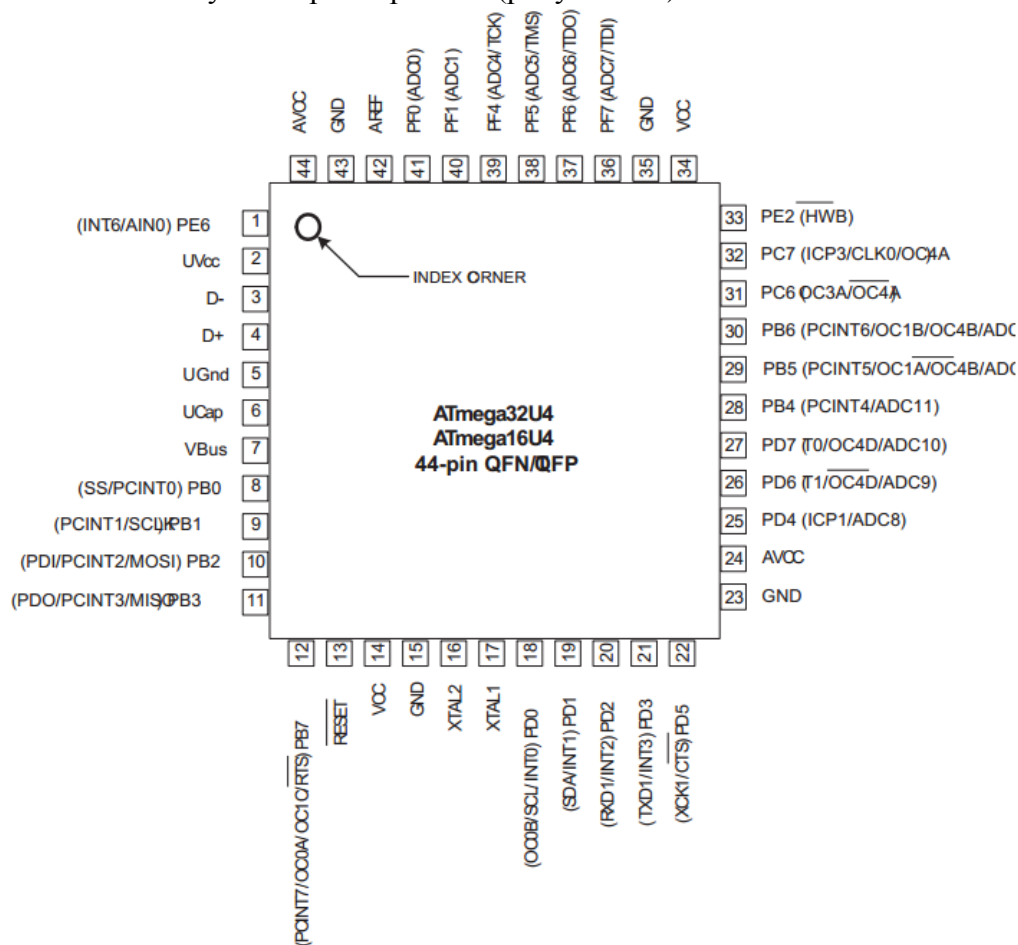 AVCC
GND
AREF
PF0 (ADC0)
PF1 (ADC1)
PF4 (ADC4/TCK)
PF5 (ADC5/TMS)
PF6 (ADC6/TDO)
PF7 (ADC7/TDI)
GND
VCC
44 43 42 41 40 39 38 37 36 35 34
(INT6/AIN0) PE6 1
UVcc 2
D- 3
D+ 4
UGnd 5
UCap 6
VBus 7
(SS/PCINT0) PB0 8
(PCINT1/SCLK) PB1 9
(PDI/PCINT2/MOSI) PB2 10
(PDO/PCINT3/MISO) PB3 11
INDEX CORNER
ATmega32U4
ATmega16U4
44-pin QFN/TQFP
33 PE2 (HWB)
32 PC7 (ICP3/CLK0/OC4A)
31 PC6 (OC3A/OC4A)
30 PB6 (PCINT6/OC1B/OC4B/ADC
29 PB5 (PCINT5/OC1A/OC4B/ADC
28 PB4 (PCINT4/ADC11)
27 PD7 (T0/OC4D/ADC10)
26 PD6 (T1/OC4D/ADC9)
25 PD4 (ICP1/ADC8)
24 AVCC
23 GND
12 13 14 15 16 17 18 19 20 21 22
(PCINT7/OC0A/OC1C/RTS) PB7
RESET
VCC
GND
XTAL2
XTAL1
(OC0B/SCL/INT0) PD0
(SDA/INT1) PD1
(RXD1/INT2) PD2
(TXD1/INT3) PD3
(XCK1/CTS) PD5